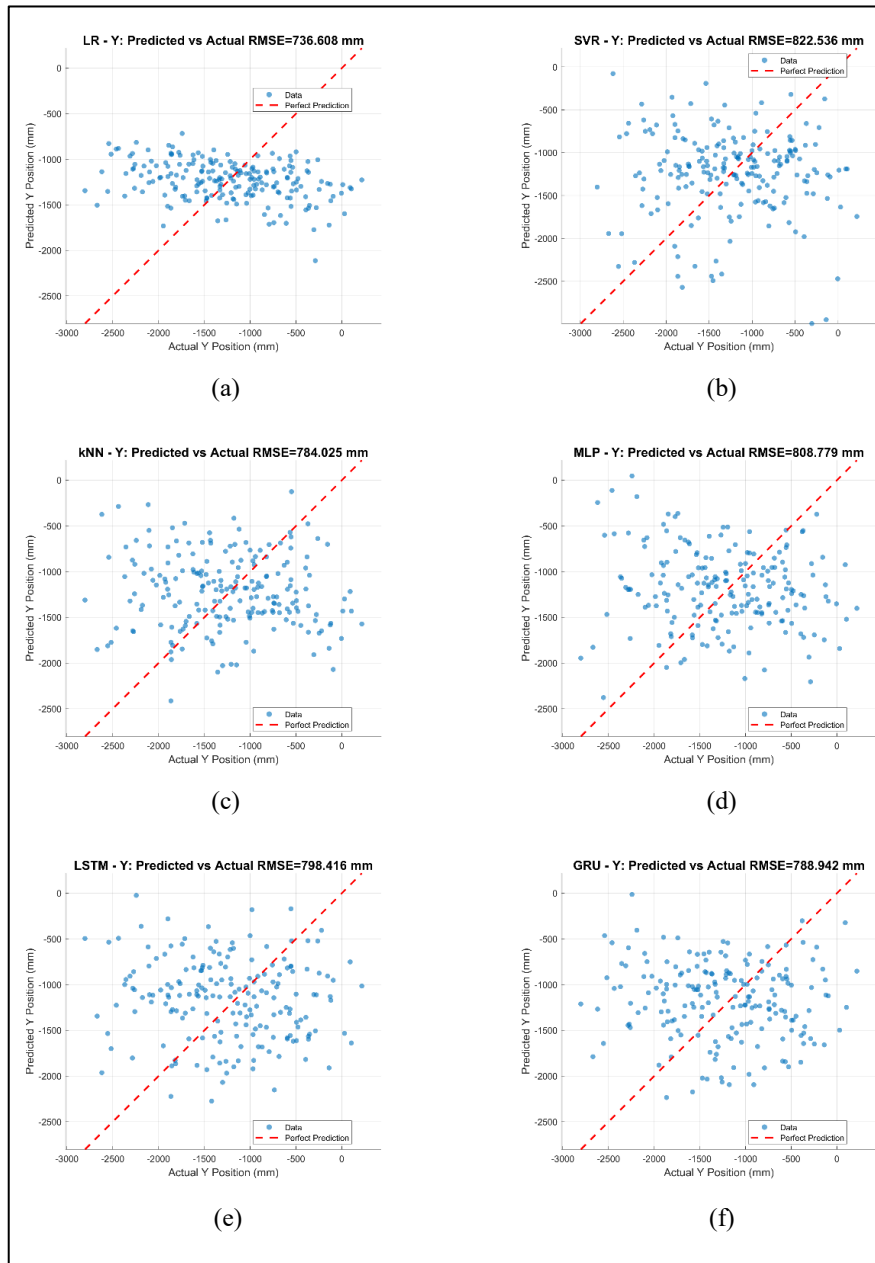 LR - Y: Predicted vs Actual RMSE=736.608 mm
0
-500
-1000
-1500
-2000
-2500
Predicted Y Position (mm)
Data
Perfect Prediction
-3000 -2500 -2000 -1500 -1000 -500 0
Actual Y Position (mm)
(a)
SVR - Y: Predicted vs Actual RMSE=822.536 mm
0
-500
-1000
-1500
-2000
-2500
Predicted Y Position (mm)
Data
Perfect Prediction
-3000 -2500 -2000 -1500 -1000 -500 0
Actual Y Position (mm)
(b)
kNN - Y: Predicted vs Actual RMSE=784.025 mm
0
-500
-1000
-1500
-2000
-2500
Predicted Y Position (mm)
Data
Perfect Prediction
-3000 -2500 -2000 -1500 -1000 -500 0
Actual Y Position (mm)
(c)
MLP - Y: Predicted vs Actual RMSE=808.779 mm
0
-500
-1000
-1500
-2000
-2500
Predicted Y Position (mm)
Data
Perfect Prediction
-3000 -2500 -2000 -1500 -1000 -500 0
Actual Y Position (mm)
(d)
LSTM - Y: Predicted vs Actual RMSE=798.416 mm
0
-500
-1000
-1500
-2000
-2500
Predicted Y Position (mm)
Data
Perfect Prediction
-3000 -2500 -2000 -1500 -1000 -500 0
Actual Y Position (mm)
(e)
GRU - Y: Predicted vs Actual RMSE=788.942 mm
0
-500
-1000
-1500
-2000
-2500
Predicted Y Position (mm)
Data
Perfect Prediction
-3000 -2500 -2000 -1500 -1000 -500 0
Actual Y Position (mm)
(f)